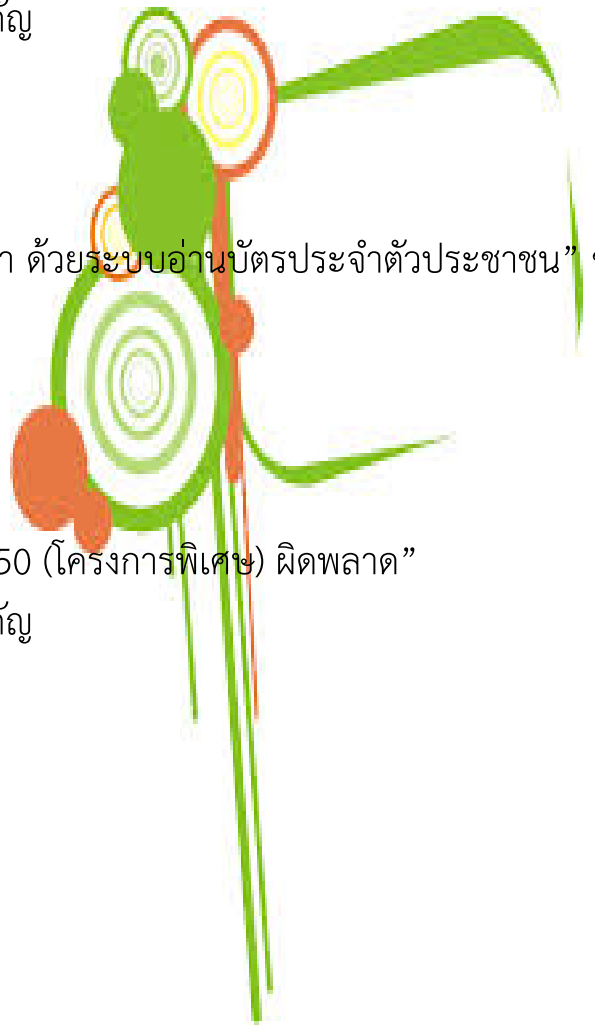 ด้วยระบบอ่านบัตรประจำตัวประชาชน”
50 (โครงการพิเศษ) ผิดพลาด”